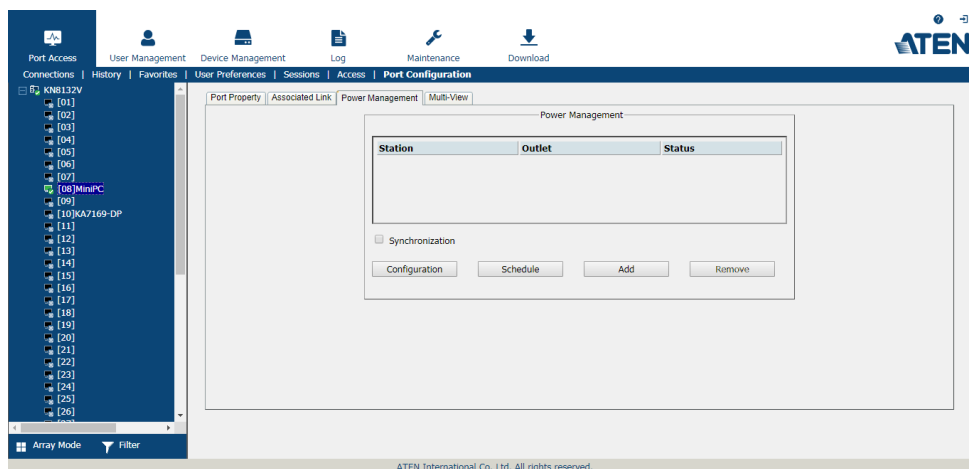 ATEN
Port Access
User Management
Device Management
Log
Maintenance
Download
Connections | History | Favorites | User Preferences | Sessions | Access | Port Configuration
KN8132V
[01]
[02]
[03]
[04]
[05]
[06]
[07]
[08]MiniPC
[09]
[10]KA7169-DP
[11]
[12]
[13]
[14]
[15]
[16]
[17]
[18]
[19]
[20]
[21]
[22]
[23]
[24]
[25]
[26]
Array Mode
Filter
Port Property
Associated Link
Power Management
Multi-View
Power Management
Station Outlet Status
Synchronization
Configuration
Schedule
Add
Remove
ATEN International Co. Ltd. All rights reserved.